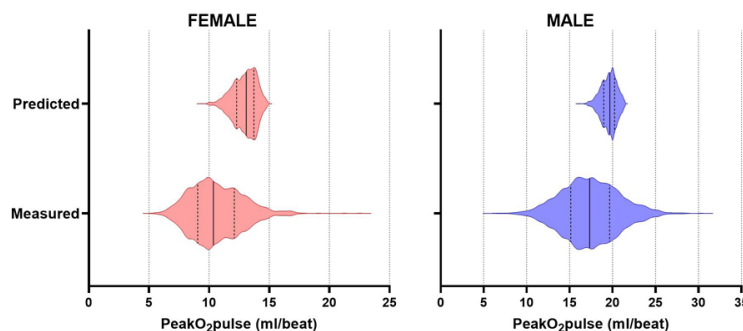 FEMALE MALE
Predicted
Measured
0 5 10 15 20 25 0 5 10 15 20 25 30 35
PeakO₂pulse (ml/beat) PeakO₂pulse (ml/beat)